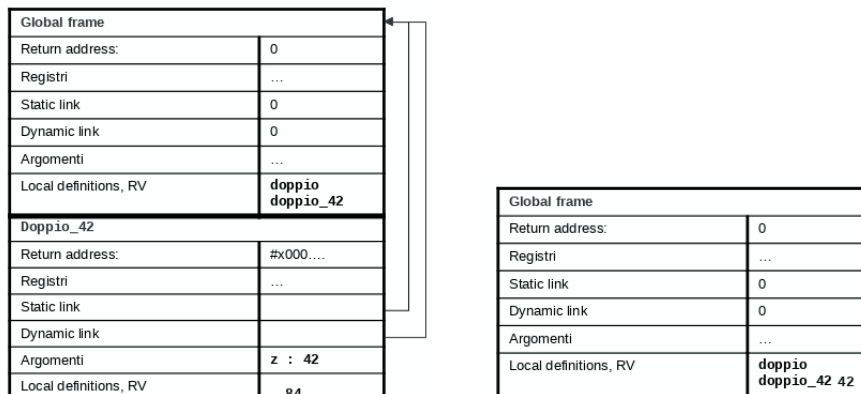 Global frame
Return address: 0
Registri ...
Static link 0
Dynamic link 0
Argomenti ...
Local definitions, RV doppio
doppio_42
Doppio_42
Return address: #x000....
Registri ...
Static link
Dynamic link
Argomenti z : 42
Local definitions, RV
84
Global frame
Return address: 0
Registri ...
Static link 0
Dynamic link 0
Argomenti ...
Local definitions, RV doppio
doppio_42 42